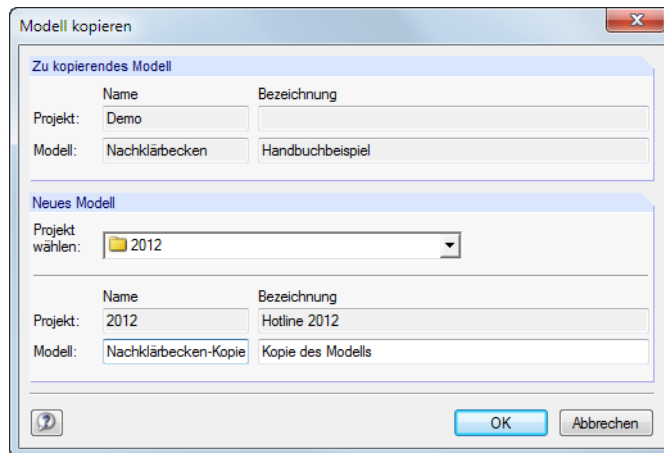 Modell kopieren
Zu kopierendes Modell
Name Bezeichnung
Projekt: Demo
Modell: Nachklärbecken Handbuchbeispiel
Neues Modell
Projekt
wählen: 2012
Name Bezeichnung
Projekt: 2012 Hotline 2012
Modell: Nachklärbecken-Kopie Kopie des Modells
OK Abbrechen